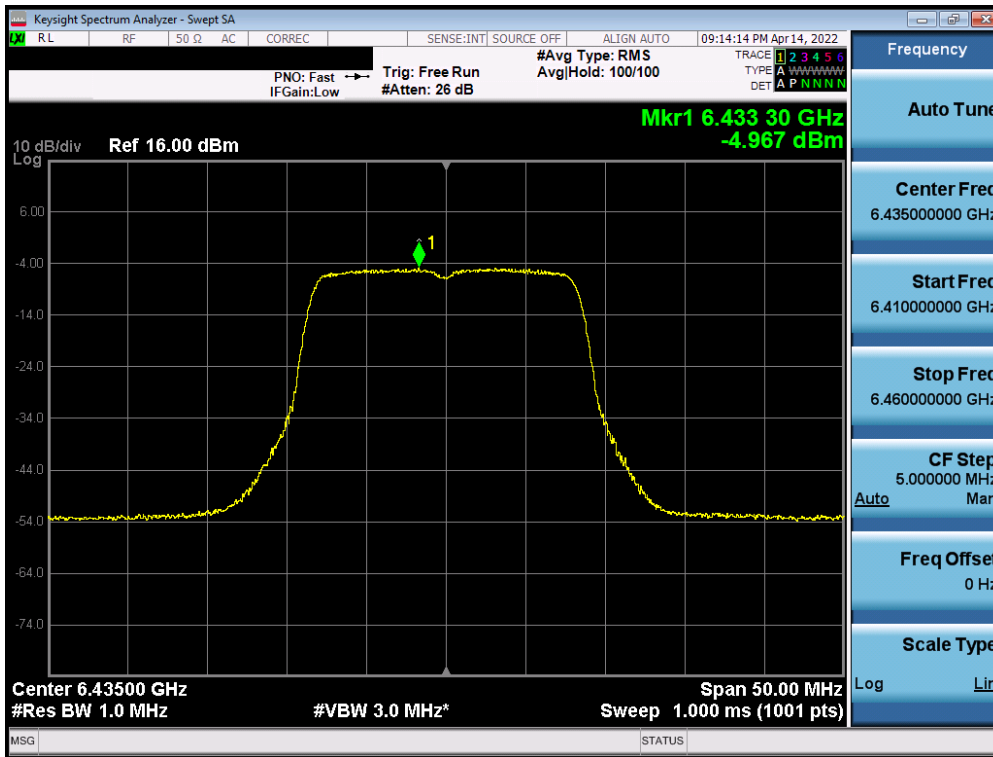 Keysight Spectrum Analyzer - Swept SA
LXI RL RF 50 Ω AC CORREC SENSE:INT SOURCE OFF ALIGN AUTO 09:14:14 PM Apr 14, 2022
PNO: Fast
IFGain:Low
Trig: Free Run
#Atten: 26 dB
#Avg Type: RMS
Avg|Hold: 100/100
TRACE 1 2 3 4 5 6
TYPE A WWWWW
DET A P N N N N
Mkr1 6.433 30 GHz
-4.967 dBm
10 dB/div Ref 16.00 dBm
Log
6.00
1
-4.00
-14.0
-24.0
-34.0
-44.0
-54.0
-64.0
-74.0
Center 6.43500 GHz Span 50.00 MHz
#Res BW 1.0 MHz #VBW 3.0 MHz* Sweep 1.000 ms (1001 pts)
MSG STATUS
Frequency
Auto Tune
Center Freq
6.435000000 GHz
Start Freq
6.410000000 GHz
Stop Freq
6.460000000 GHz
CF Step
5.000000 MHz
Auto Man
Freq Offset
0 Hz
Scale Type
Log Lin